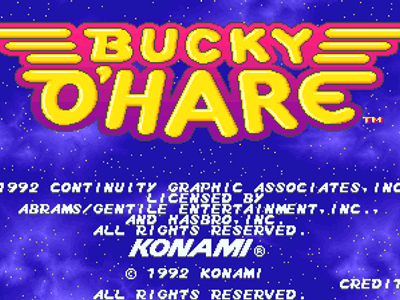 BUCKY
O'HARE
TM
1992 CONTINUITY GRAPHIC ASSOCIATES,INC
LICENSED BY
ABRAMS/GENTILE ENTERTAINMENT,INC.,
AND HASBRO,INC.
ALL RIGHTS RESERVED.
KONAMI®
© 1992 KONAMI
ALL RIGHTS RESERVED.
CREDIT